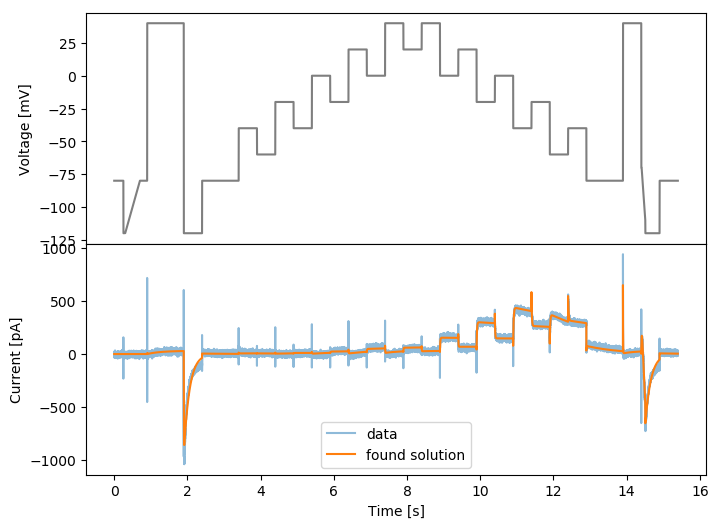 25
0
−25
−50
−75
−100
−125
Voltage [mV]
1000
500
0
−500
−1000
Current [pA]
data
found solution
0 2 4 6 8 10 12 14 16
Time [s]